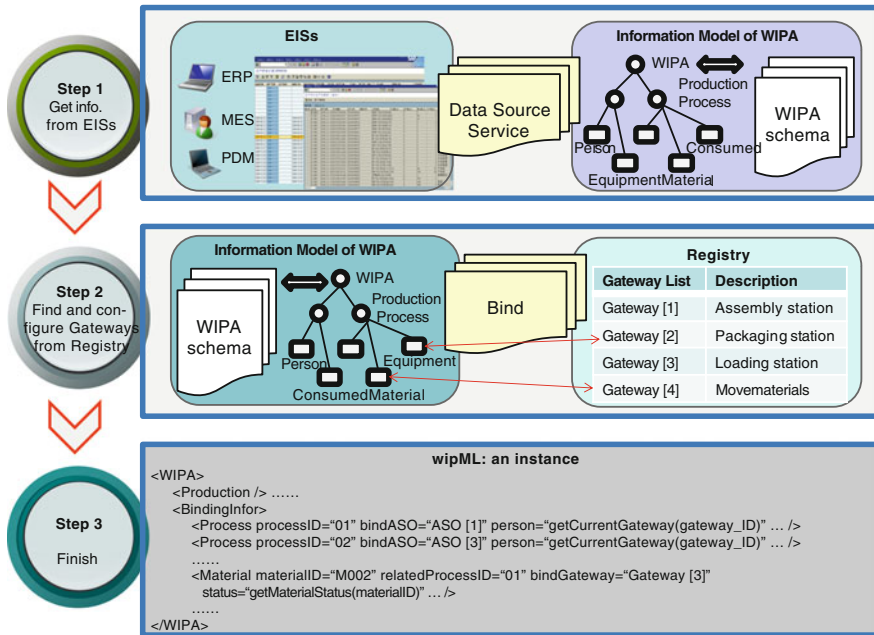 Step 1
Get info.
from EISs
EISs
ERP
MES
PDM
Data Source
Service
Information Model of WIPA
WIPA
Production
Process
Person
Consumed
EquipmentMaterial
WIPA
schema
Step 2
Find and con-
figure Gateways
from Registry
Information Model of WIPA
WIPA
schema
WIPA
Production
Process
Person
Equipment
ConsumedMaterial
Bind
Registry
Gateway List Description
Gateway [1] Assembly station
Gateway [2] Packaging station
Gateway [3] Loading station
Gateway [4] Movematerials
Step 3
Finish
wipML: an instance
<WIPA>
<Production /> ……
<BindingInfor>
<Process processID=“01” bindASO=“ASO [1]” person=“getCurrentGateway(gateway_ID)” … />
<Process processID=“02” bindASO=“ASO [3]” person=“getCurrentGateway(gateway_ID)” … />
……
<Material materialID=“M002” relatedProcessID=“01” bindGateway=“Gateway [3]”
status=“getMaterialStatus(materialID)” … />
……
</WIPA>